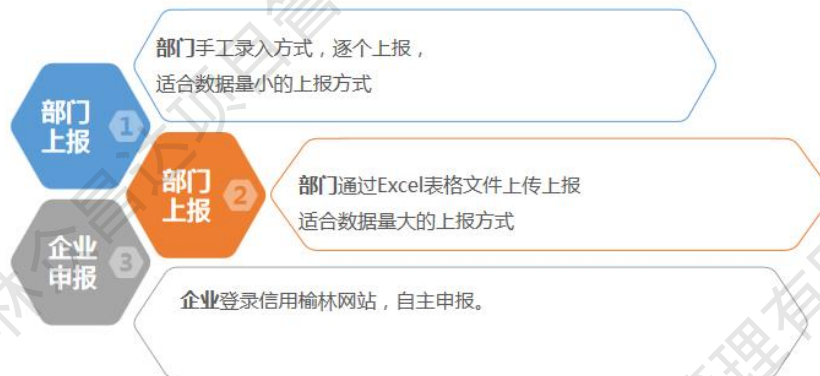 部门手工录入方式，逐个上报，
适合数据量小的上报方式
部门
上报
1
部门
上报
2
部门通过Excel表格文件上传上报
适合数据量大的上报方式
企业
申报
3
企业登录信用榆林网站，自主申报。